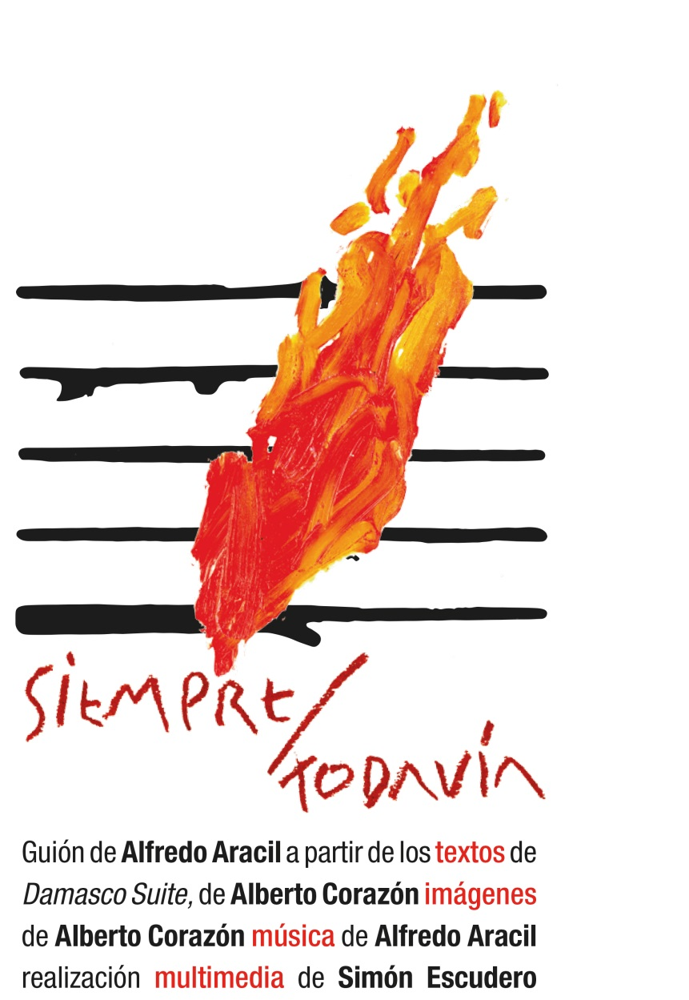 SIEMPRE/
TODAVÍA
Guión de Alfredo Aracil a partir de los textos de
Damasco Suite, de Alberto Corazón imágenes
de Alberto Corazón música de Alfredo Aracil
realización multimedia de Simón Escudero